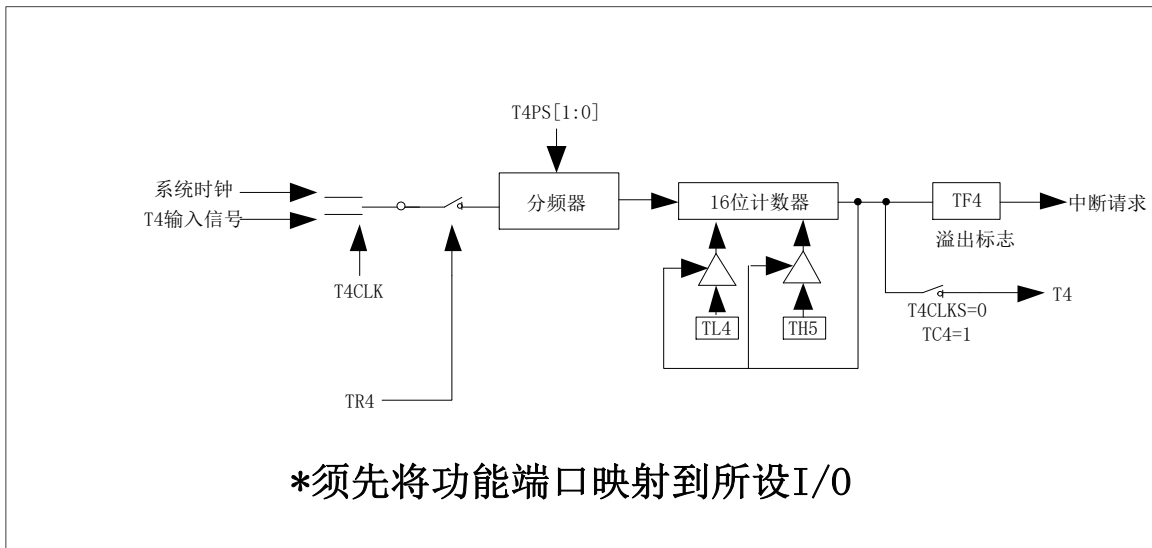 T4PS[1:0]
系统时钟
T4输入信号
分频器
16位计数器
TF4
中断请求
溢出标志
T4CLK
TL4
TH5
T4
T4CLKS=0
TC4=1
TR4
*须先将功能端口映射到所设I/O